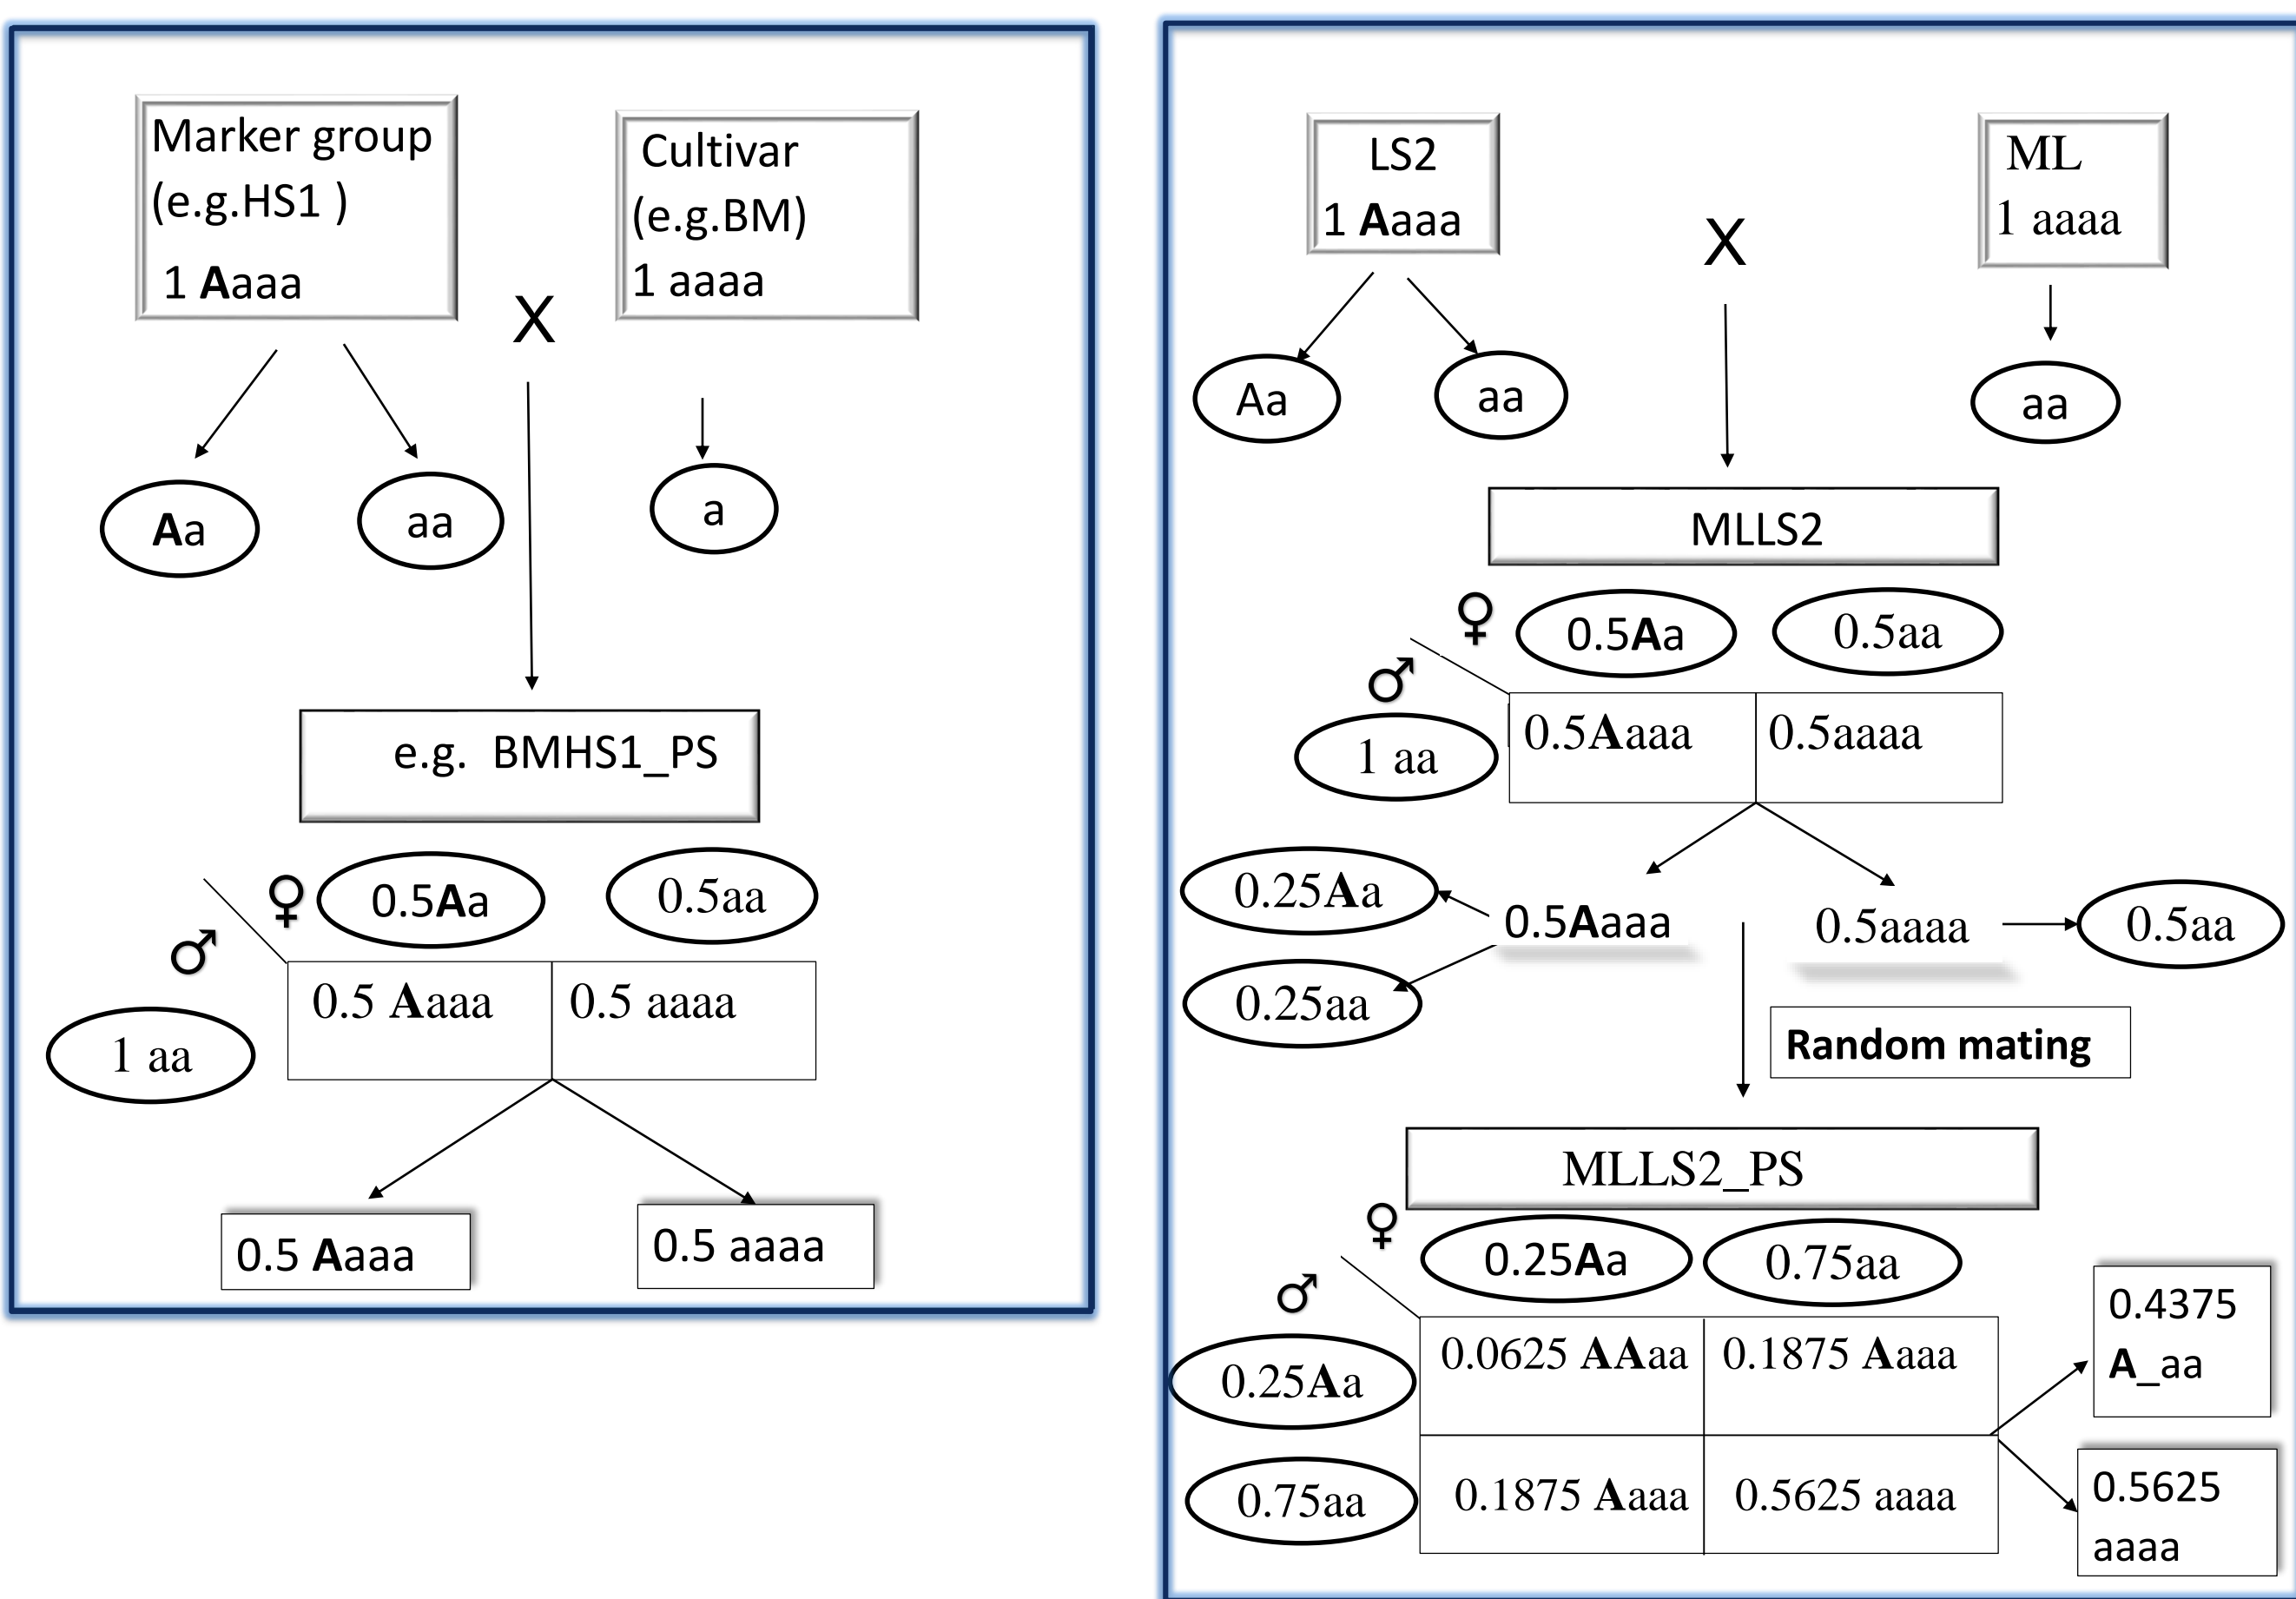 Marker group
(e.g.HS1 )
1 Aaaa
Cultivar
(e.g.BM)
1 aaaa
X
Aa
aa
a
e.g. BMHS1_PS
♀
0.5Aa
0.5aa
♂
1 aa
0.5 Aaaa
0.5 aaaa
0.5 Aaaa
0.5 aaaa
LS2
1 Aaaa
X
ML
1 aaaa
Aa
aa
aa
MLLS2
♀
0.5Aa
0.5aa
♂
1 aa
0.5Aaaa
0.5aaaa
0.25Aa
0.25aa
0.5Aaaa
0.5aaaa
0.5aa
Random mating
MLLS2_PS
♀
0.25Aa
0.75aa
♂
0.25Aa
0.0625 AAaa
0.1875 Aaaa
0.75aa
0.1875 Aaaa
0.5625 aaaa
0.4375
A_aa
0.5625
aaaa